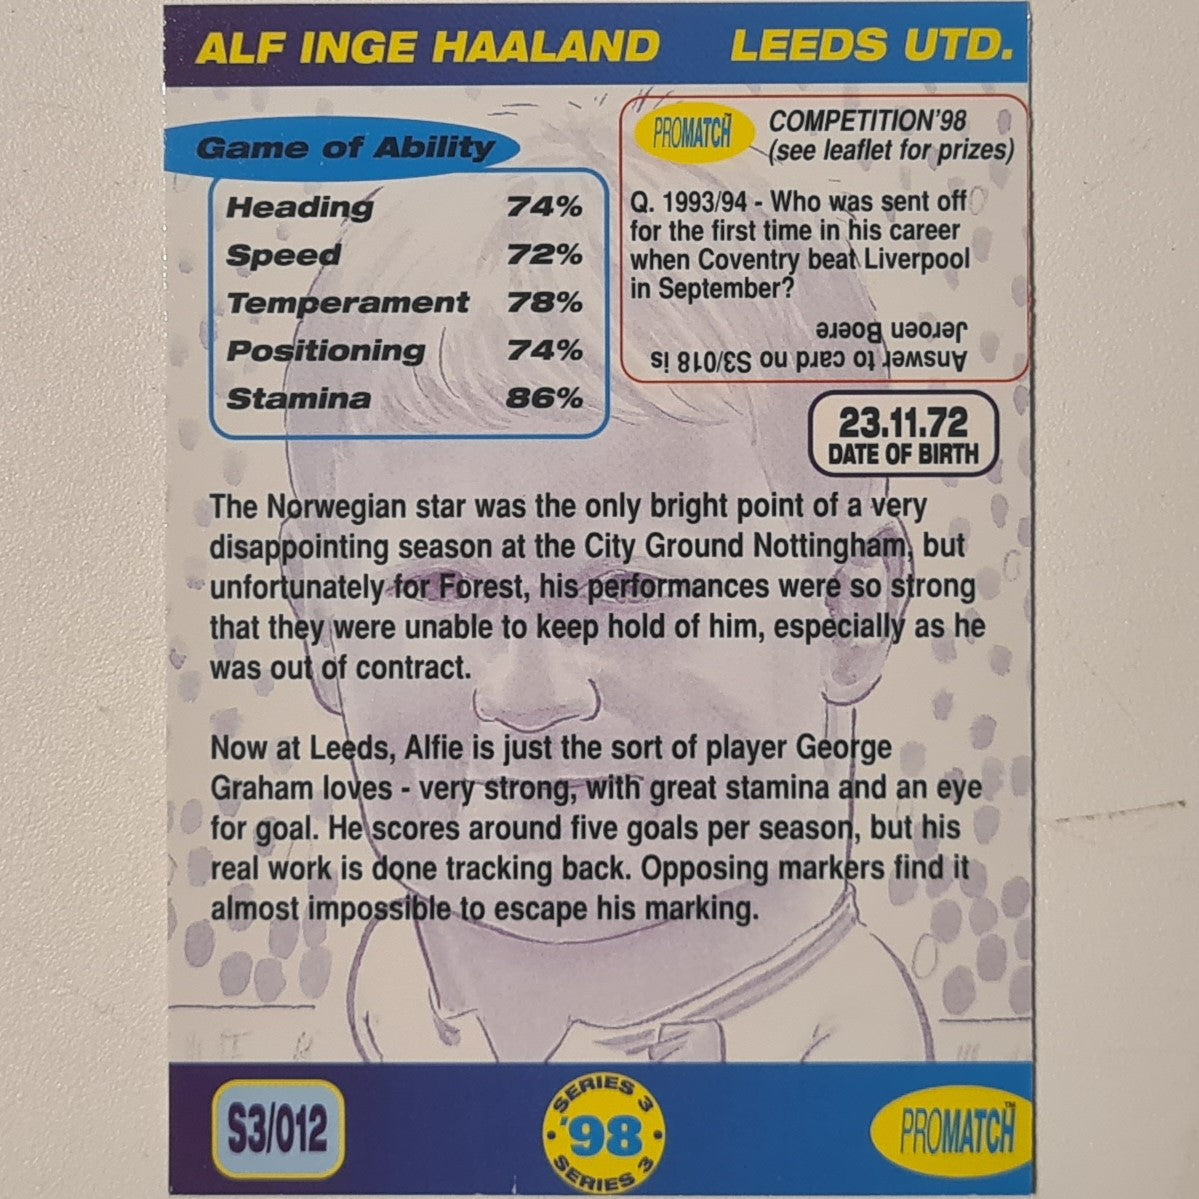 ALF INGE HAALAND LEEDS UTD.
Game of Ability
Heading 74%
Speed 72%
Temperament 78%
Positioning 74%
Stamina 86%
PROMATCH™
COMPETITION'98
(see leaflet for prizes)
Q. 1993/94 - Who was sent off
for the first time in his career
when Coventry beat Liverpool
in September?
Answer to card no S3/018 is
Jeroen Boere
23.11.72
DATE OF BIRTH
The Norwegian star was the only bright point of a very
disappointing season at the City Ground Nottingham, but
unfortunately for Forest, his performances were so strong
that they were unable to keep hold of him, especially as he
was out of contract.
Now at Leeds, Alfie is just the sort of player George
Graham loves - very strong, with great stamina and an eye
for goal. He scores around five goals per season, but his
real work is done tracking back. Opposing markers find it
almost impossible to escape his marking.
S3/012
SERIES 3
'98
SERIES 3
PROMATCH™